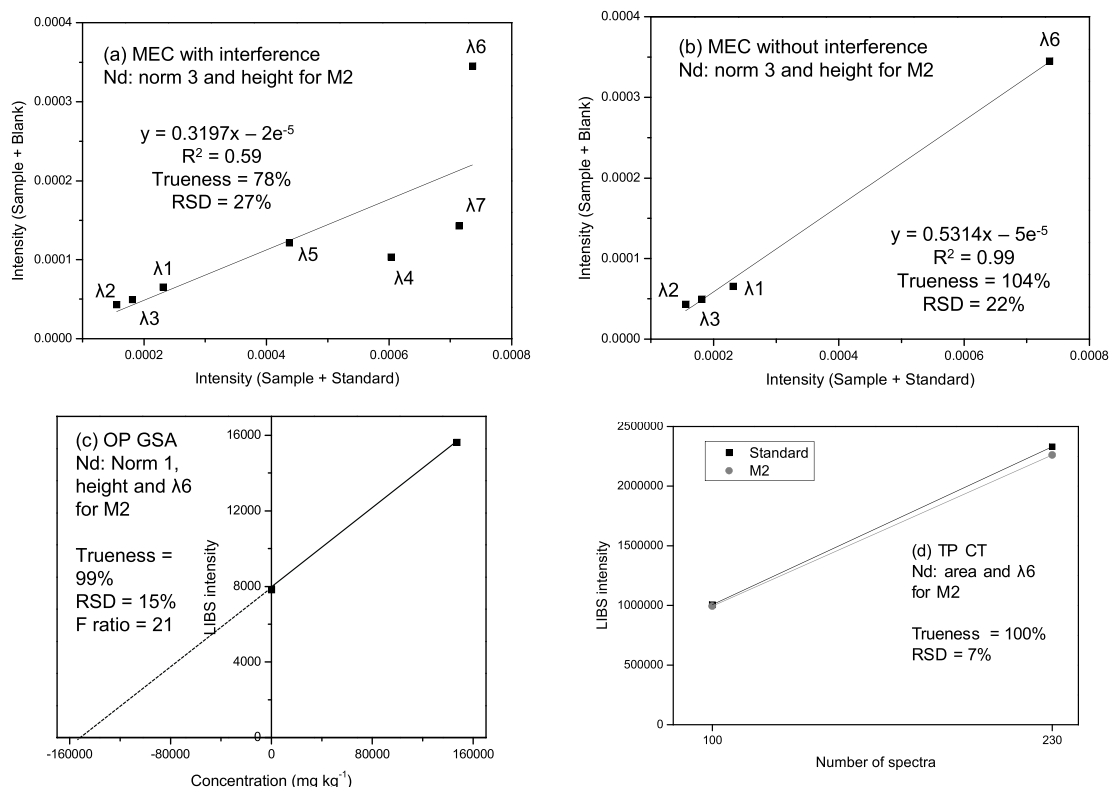 (a) MEC with interference
Nd: norm 3 and height for M2
y = 0.3197x – 2e-5
R2 = 0.59
Trueness = 78%
RSD = 27%
λ1
λ2
λ3
λ4
λ5
λ6
λ7
0.0004
0.0003
0.0002
0.0001
0.0000
0.0002
0.0004
0.0006
0.0008
Intensity (Sample + Blank)
Intensity (Sample + Standard)
(b) MEC without interference
Nd: norm 3 and height for M2
y = 0.5314x – 5e-5
R2 = 0.99
Trueness = 104%
RSD = 22%
λ6
λ2
λ3
λ1
0.0004
0.0003
0.0002
0.0001
0.0000
0.0002
0.0004
0.0006
0.0008
Intensity (Sample + Blank)
Intensity (Sample + Standard)
(c) OP GSA
Nd: Norm 1,
height and λ6
for M2
Trueness =
99%
RSD = 15%
F ratio = 21
16000
12000
8000
4000
0
-160000
-80000
0
80000
160000
LIBS intensity
Concentration (mg kg-1)
2500000
2000000
1500000
1000000
500000
0
Standard
M2
(d) TP CT
Nd: area and λ6
for M2
Trueness = 100%
RSD = 7%
100
230
LIBS intensity
Number of spectra